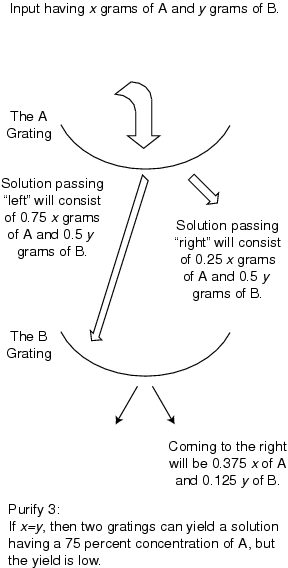 Input having x grams of A and y grams of B.
The A
Grating
Solution passing
“left” will consist
of 0.75 x grams
of A and 0.5 y
grams of B.
Solution passing
“right” will consist
of 0.25 x grams
of A and 0.5 y
grams of B.
The B
Grating
Coming to the right
will be 0.375 x of A
and 0.125 y of B.
Purify 3:
If x=y, then two gratings can yield a solution
having a 75 percent concentration of A, but
the yield is low.